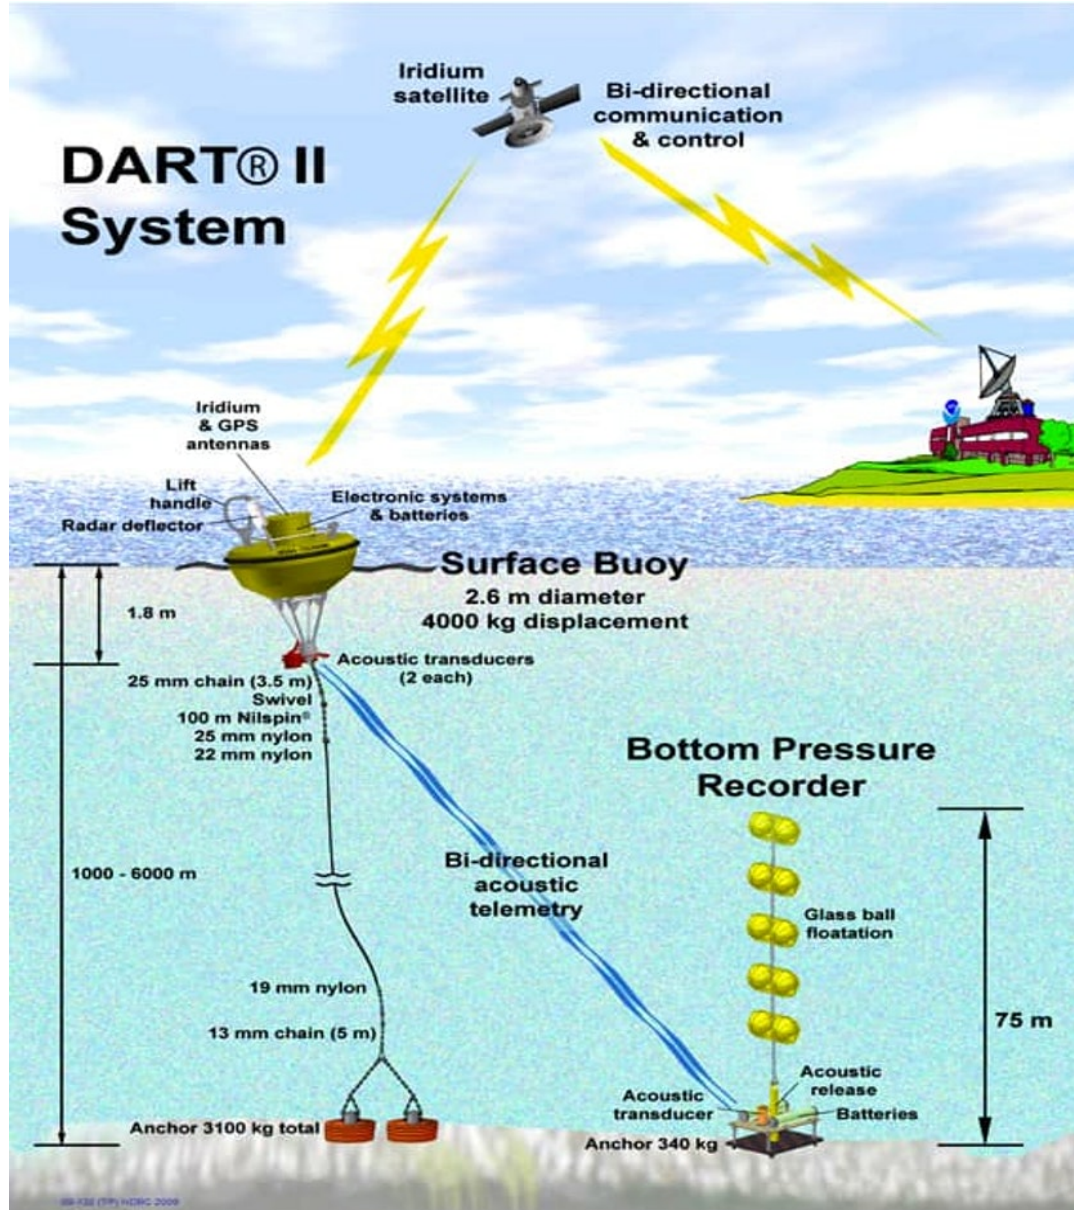 Iridium
satellite
Bi-directional
communication
& control
DART® II
System
Iridium
& GPS
antennas
Lift
handle
Radar deflector
Electronic systems
& batteries
Surface Buoy
2.6 m diameter
4000 kg displacement
1.8 m
Acoustic transducers
(2 each)
25 mm chain (3.5 m)
Swivel
100 m Nilspin®
25 mm nylon
22 mm nylon
Bottom Pressure
Recorder
Bi-directional
acoustic
telemetry
1000 - 6000 m
Glass ball
floatation
19 mm nylon
13 mm chain (5 m)
75 m
Acoustic
release
Acoustic
transducer
Batteries
Anchor 3100 kg total
Anchor 340 kg
NDBC 2009